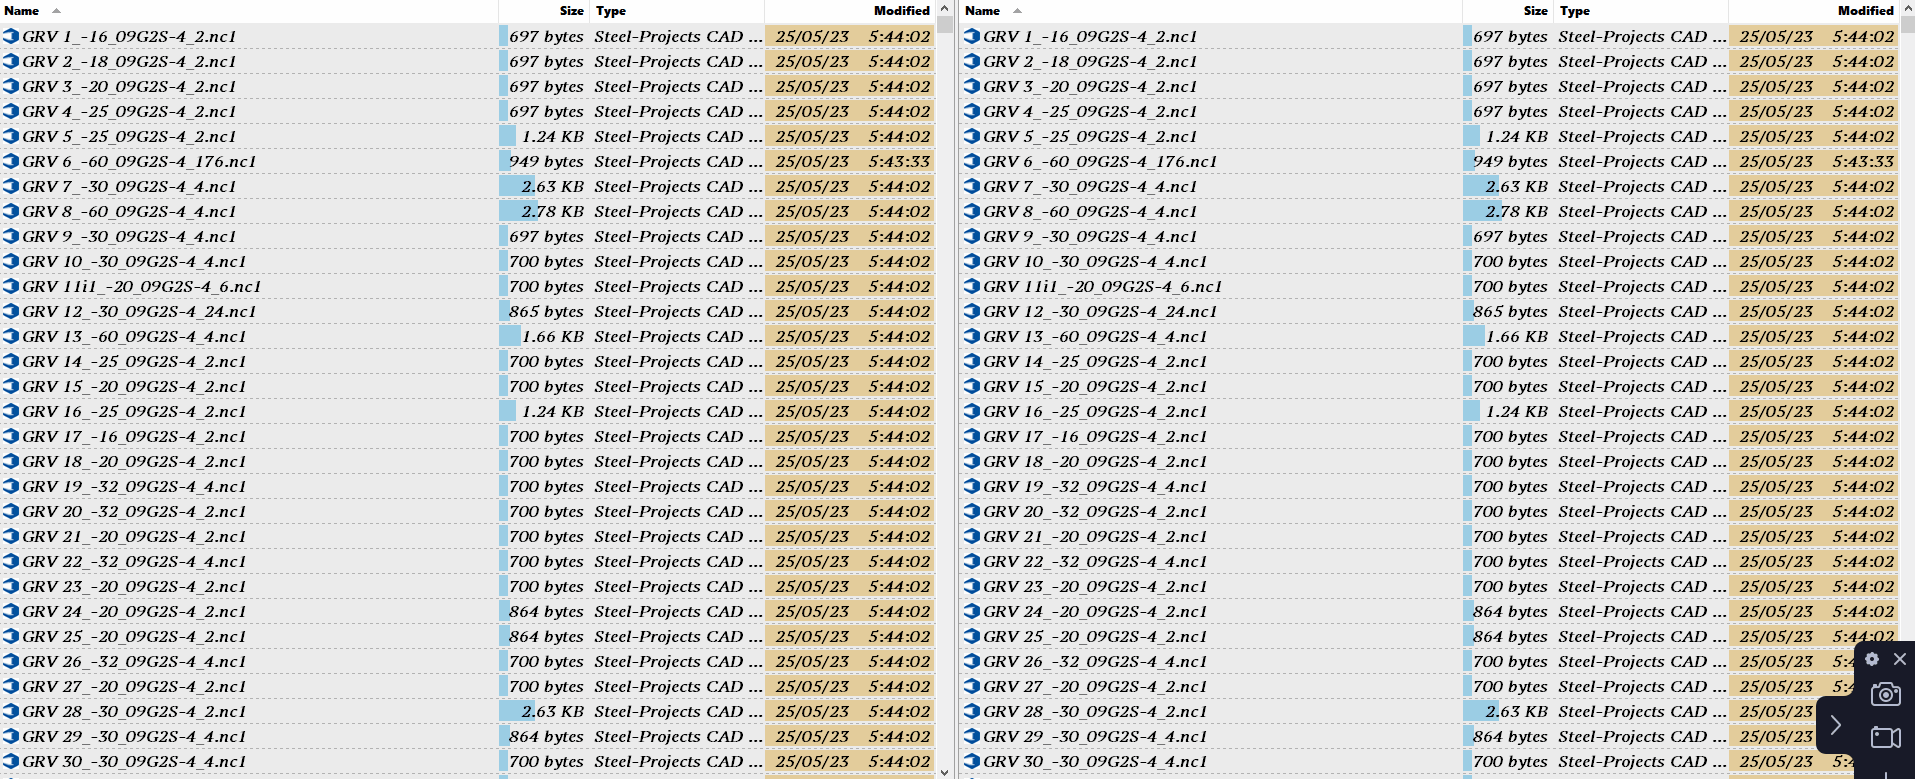 Name Size Type Modified Name Size Type Modified
GRV 1_-16_09G2S-4_2.nc1 697 bytes Steel-Projects CAD ... 25/05/23 5:44:02 GRV 1_-16_09G2S-4_2.nc1 697 bytes Steel-Projects CAD ... 25/05/23 5:44:02
GRV 2_-18_09G2S-4_2.nc1 697 bytes Steel-Projects CAD ... 25/05/23 5:44:02 GRV 2_-18_09G2S-4_2.nc1 697 bytes Steel-Projects CAD ... 25/05/23 5:44:02
GRV 3_-20_09G2S-4_2.nc1 697 bytes Steel-Projects CAD ... 25/05/23 5:44:02 GRV 3_-20_09G2S-4_2.nc1 697 bytes Steel-Projects CAD ... 25/05/23 5:44:02
GRV 4_-25_09G2S-4_2.nc1 697 bytes Steel-Projects CAD ... 25/05/23 5:44:02 GRV 4_-25_09G2S-4_2.nc1 697 bytes Steel-Projects CAD ... 25/05/23 5:44:02
GRV 5_-25_09G2S-4_2.nc1 1.24 KB Steel-Projects CAD ... 25/05/23 5:44:02 GRV 5_-25_09G2S-4_2.nc1 1.24 KB Steel-Projects CAD ... 25/05/23 5:44:02
GRV 6_-60_09G2S-4_176.nc1 949 bytes Steel-Projects CAD ... 25/05/23 5:43:33 GRV 6_-60_09G2S-4_176.nc1 949 bytes Steel-Projects CAD ... 25/05/23 5:43:33
GRV 7_-30_09G2S-4_4.nc1 2.63 KB Steel-Projects CAD ... 25/05/23 5:44:02 GRV 7_-30_09G2S-4_4.nc1 2.63 KB Steel-Projects CAD ... 25/05/23 5:44:02
GRV 8_-60_09G2S-4_4.nc1 2.78 KB Steel-Projects CAD ... 25/05/23 5:44:02 GRV 8_-60_09G2S-4_4.nc1 2.78 KB Steel-Projects CAD ... 25/05/23 5:44:02
GRV 9_-30_09G2S-4_4.nc1 697 bytes Steel-Projects CAD ... 25/05/23 5:44:02 GRV 9_-30_09G2S-4_4.nc1 697 bytes Steel-Projects CAD ... 25/05/23 5:44:02
GRV 10_-30_09G2S-4_4.nc1 700 bytes Steel-Projects CAD ... 25/05/23 5:44:02 GRV 10_-30_09G2S-4_4.nc1 700 bytes Steel-Projects CAD ... 25/05/23 5:44:02
GRV 11i1_-20_09G2S-4_6.nc1 700 bytes Steel-Projects CAD ... 25/05/23 5:44:02 GRV 11i1_-20_09G2S-4_6.nc1 700 bytes Steel-Projects CAD ... 25/05/23 5:44:02
GRV 12_-30_09G2S-4_24.nc1 865 bytes Steel-Projects CAD ... 25/05/23 5:44:02 GRV 12_-30_09G2S-4_24.nc1 865 bytes Steel-Projects CAD ... 25/05/23 5:44:02
GRV 13_-60_09G2S-4_4.nc1 1.66 KB Steel-Projects CAD ... 25/05/23 5:44:02 GRV 13_-60_09G2S-4_4.nc1 1.66 KB Steel-Projects CAD ... 25/05/23 5:44:02
GRV 14_-25_09G2S-4_2.nc1 700 bytes Steel-Projects CAD ... 25/05/23 5:44:02 GRV 14_-25_09G2S-4_2.nc1 700 bytes Steel-Projects CAD ... 25/05/23 5:44:02
GRV 15_-20_09G2S-4_2.nc1 700 bytes Steel-Projects CAD ... 25/05/23 5:44:02 GRV 15_-20_09G2S-4_2.nc1 700 bytes Steel-Projects CAD ... 25/05/23 5:44:02
GRV 16_-25_09G2S-4_2.nc1 1.24 KB Steel-Projects CAD ... 25/05/23 5:44:02 GRV 16_-25_09G2S-4_2.nc1 1.24 KB Steel-Projects CAD ... 25/05/23 5:44:02
GRV 17_-16_09G2S-4_2.nc1 700 bytes Steel-Projects CAD ... 25/05/23 5:44:02 GRV 17_-16_09G2S-4_2.nc1 700 bytes Steel-Projects CAD ... 25/05/23 5:44:02
GRV 18_-20_09G2S-4_2.nc1 700 bytes Steel-Projects CAD ... 25/05/23 5:44:02 GRV 18_-20_09G2S-4_2.nc1 700 bytes Steel-Projects CAD ... 25/05/23 5:44:02
GRV 19_-32_09G2S-4_4.nc1 700 bytes Steel-Projects CAD ... 25/05/23 5:44:02 GRV 19_-32_09G2S-4_4.nc1 700 bytes Steel-Projects CAD ... 25/05/23 5:44:02
GRV 20_-32_09G2S-4_2.nc1 700 bytes Steel-Projects CAD ... 25/05/23 5:44:02 GRV 20_-32_09G2S-4_2.nc1 700 bytes Steel-Projects CAD ... 25/05/23 5:44:02
GRV 21_-20_09G2S-4_2.nc1 700 bytes Steel-Projects CAD ... 25/05/23 5:44:02 GRV 21_-20_09G2S-4_2.nc1 700 bytes Steel-Projects CAD ... 25/05/23 5:44:02
GRV 22_-32_09G2S-4_4.nc1 700 bytes Steel-Projects CAD ... 25/05/23 5:44:02 GRV 22_-32_09G2S-4_4.nc1 700 bytes Steel-Projects CAD ... 25/05/23 5:44:02
GRV 23_-20_09G2S-4_4.nc1 700 bytes Steel-Projects CAD ... 25/05/23 5:44:02 GRV 23_-20_09G2S-4_4.nc1 700 bytes Steel-Projects CAD ... 25/05/23 5:44:02
GRV 24_-20_09G2S-4_2.nc1 864 bytes Steel-Projects CAD ... 25/05/23 5:44:02 GRV 24_-20_09G2S-4_2.nc1 864 bytes Steel-Projects CAD ... 25/05/23 5:44:02
GRV 25_-20_09G2S-4_2.nc1 864 bytes Steel-Projects CAD ... 25/05/23 5:44:02 GRV 25_-20_09G2S-4_2.nc1 864 bytes Steel-Projects CAD ... 25/05/23 5:44:02
GRV 26_-32_09G2S-4_4.nc1 700 bytes Steel-Projects CAD ... 25/05/23 5:44:02 GRV 26_-32_09G2S-4_4.nc1 700 bytes Steel-Projects CAD ... 25/05/23
GRV 27_-20_09G2S-4_2.nc1 700 bytes Steel-Projects CAD ... 25/05/23 5:44:02 GRV 27_-20_09G2S-4_2.nc1 700 bytes Steel-Projects CAD ... 25/05/23
GRV 28_-30_09G2S-4_2.nc1 2.63 KB Steel-Projects CAD ... 25/05/23 5:44:02 GRV 28_-30_09G2S-4_2.nc1 2.63 KB Steel-Projects CAD ... 25/05/23
GRV 29_-30_09G2S-4_4.nc1 864 bytes Steel-Projects CAD ... 25/05/23 5:44:02 GRV 29_-30_09G2S-4_4.nc1 864 bytes Steel-Projects CAD ... 25/05/23
GRV 30_-30_09G2S-4_4.nc1 700 bytes Steel-Projects CAD ... 25/05/23 5:44:02 GRV 30_-30_09G2S-4_4.nc1 700 bytes Steel-Projects CAD ... 25/05/23